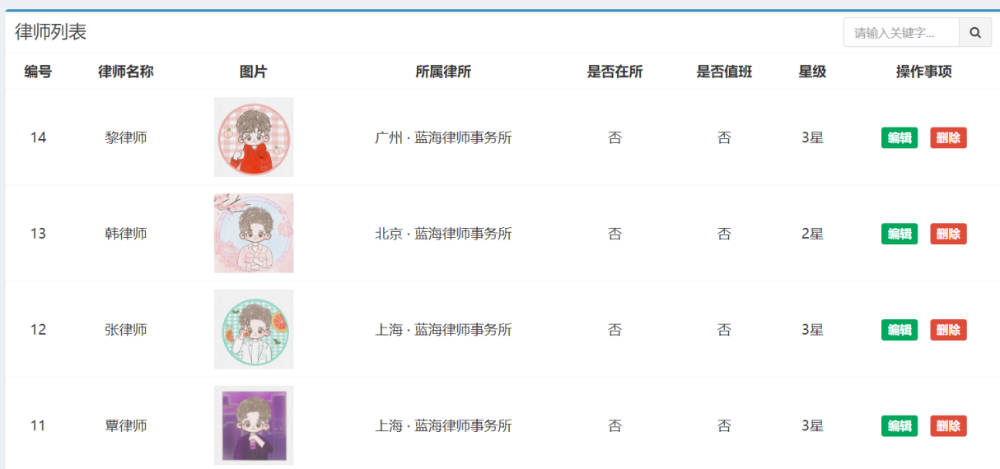 律师列表
请输入关键字...
编号 律师名称 图片 所属律所 是否在所 是否值班 星级 操作事项
14 黎律师 广州 · 蓝海律师事务所 否 否 3星 编辑 删除
13 韩律师 北京 · 蓝海律师事务所 否 否 2星 编辑 删除
12 张律师 上海 · 蓝海律师事务所 否 否 3星 编辑 删除
11 覃律师 上海 · 蓝海律师事务所 否 否 3星 编辑 删除